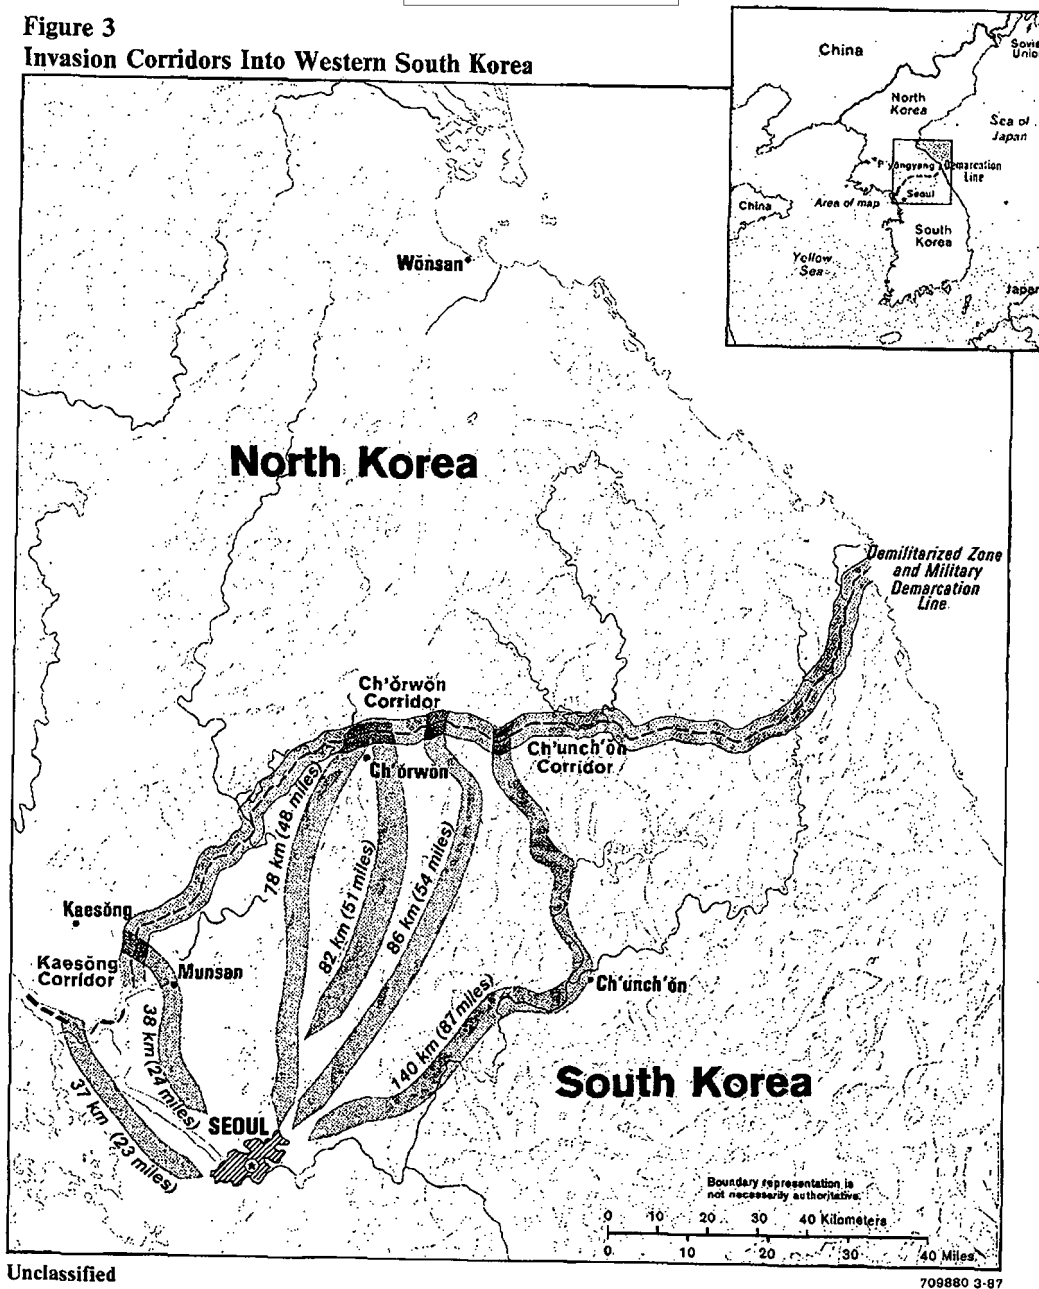 Figure 3
Invasion Corridors Into Western South Korea
China
Soviet
Union
North
Korea
Sea of
Japan
P'yŏngyang
Demarcation
Line
Seoul
China
Area of map
South
Korea
Yellow
Sea
Japan
Wŏnsan
North Korea
Demilitarized Zone
and Military
Demarcation
Line
Ch'ŏrwŏn
Corridor
Ch'unch'ŏn
Corridor
Ch'ŏrwŏn
78 km (48 miles)
82 km (51 miles)
86 km (54 miles)
Kaesŏng
Kaesŏng
Corridor
Munsan
Ch'unch'ŏn
38 km (24 miles)
140 km (87 miles)
37 km (23 miles)
South Korea
SEOUL
Boundary representation is
not necessarily authoritative.
0 10 20 30 40 Kilometers
0 10 20 30 40 Miles
Unclassified
709880 3-87